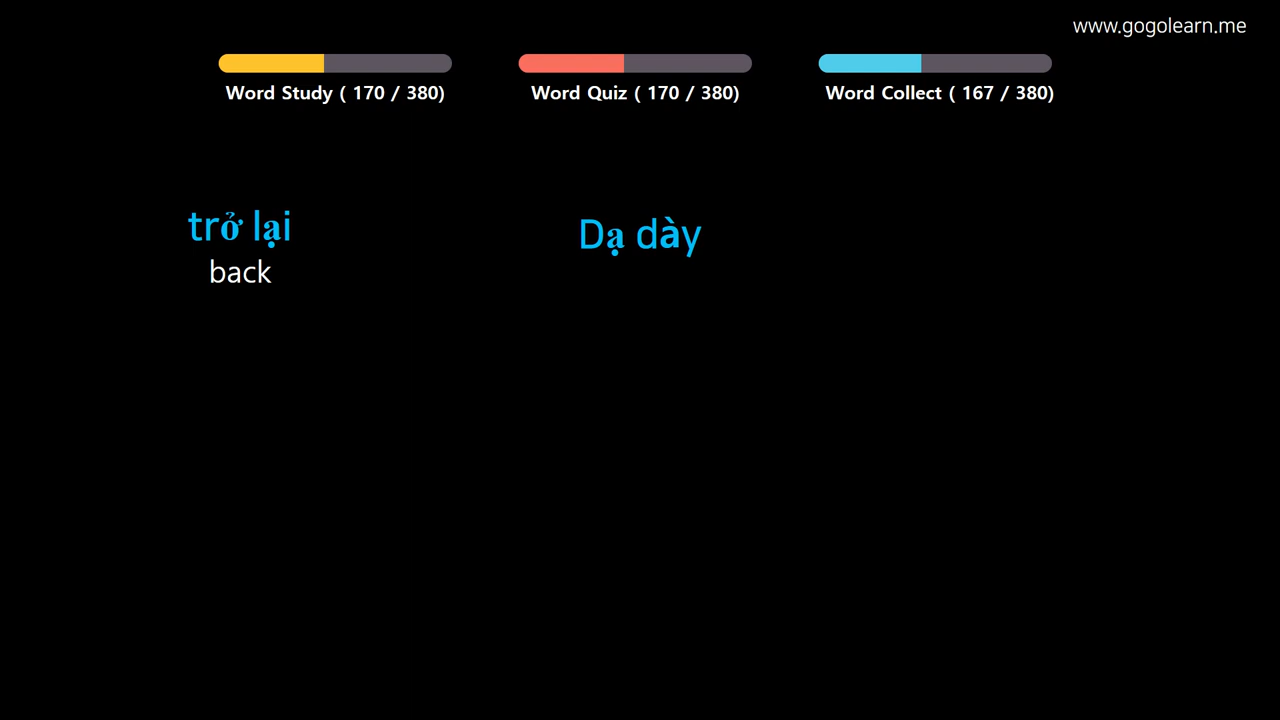 www.gogolearn.me
Word Study ( 170 / 380)
Word Quiz ( 170 / 380)
Word Collect ( 167 / 380)
trở lại
back
Dạ dày